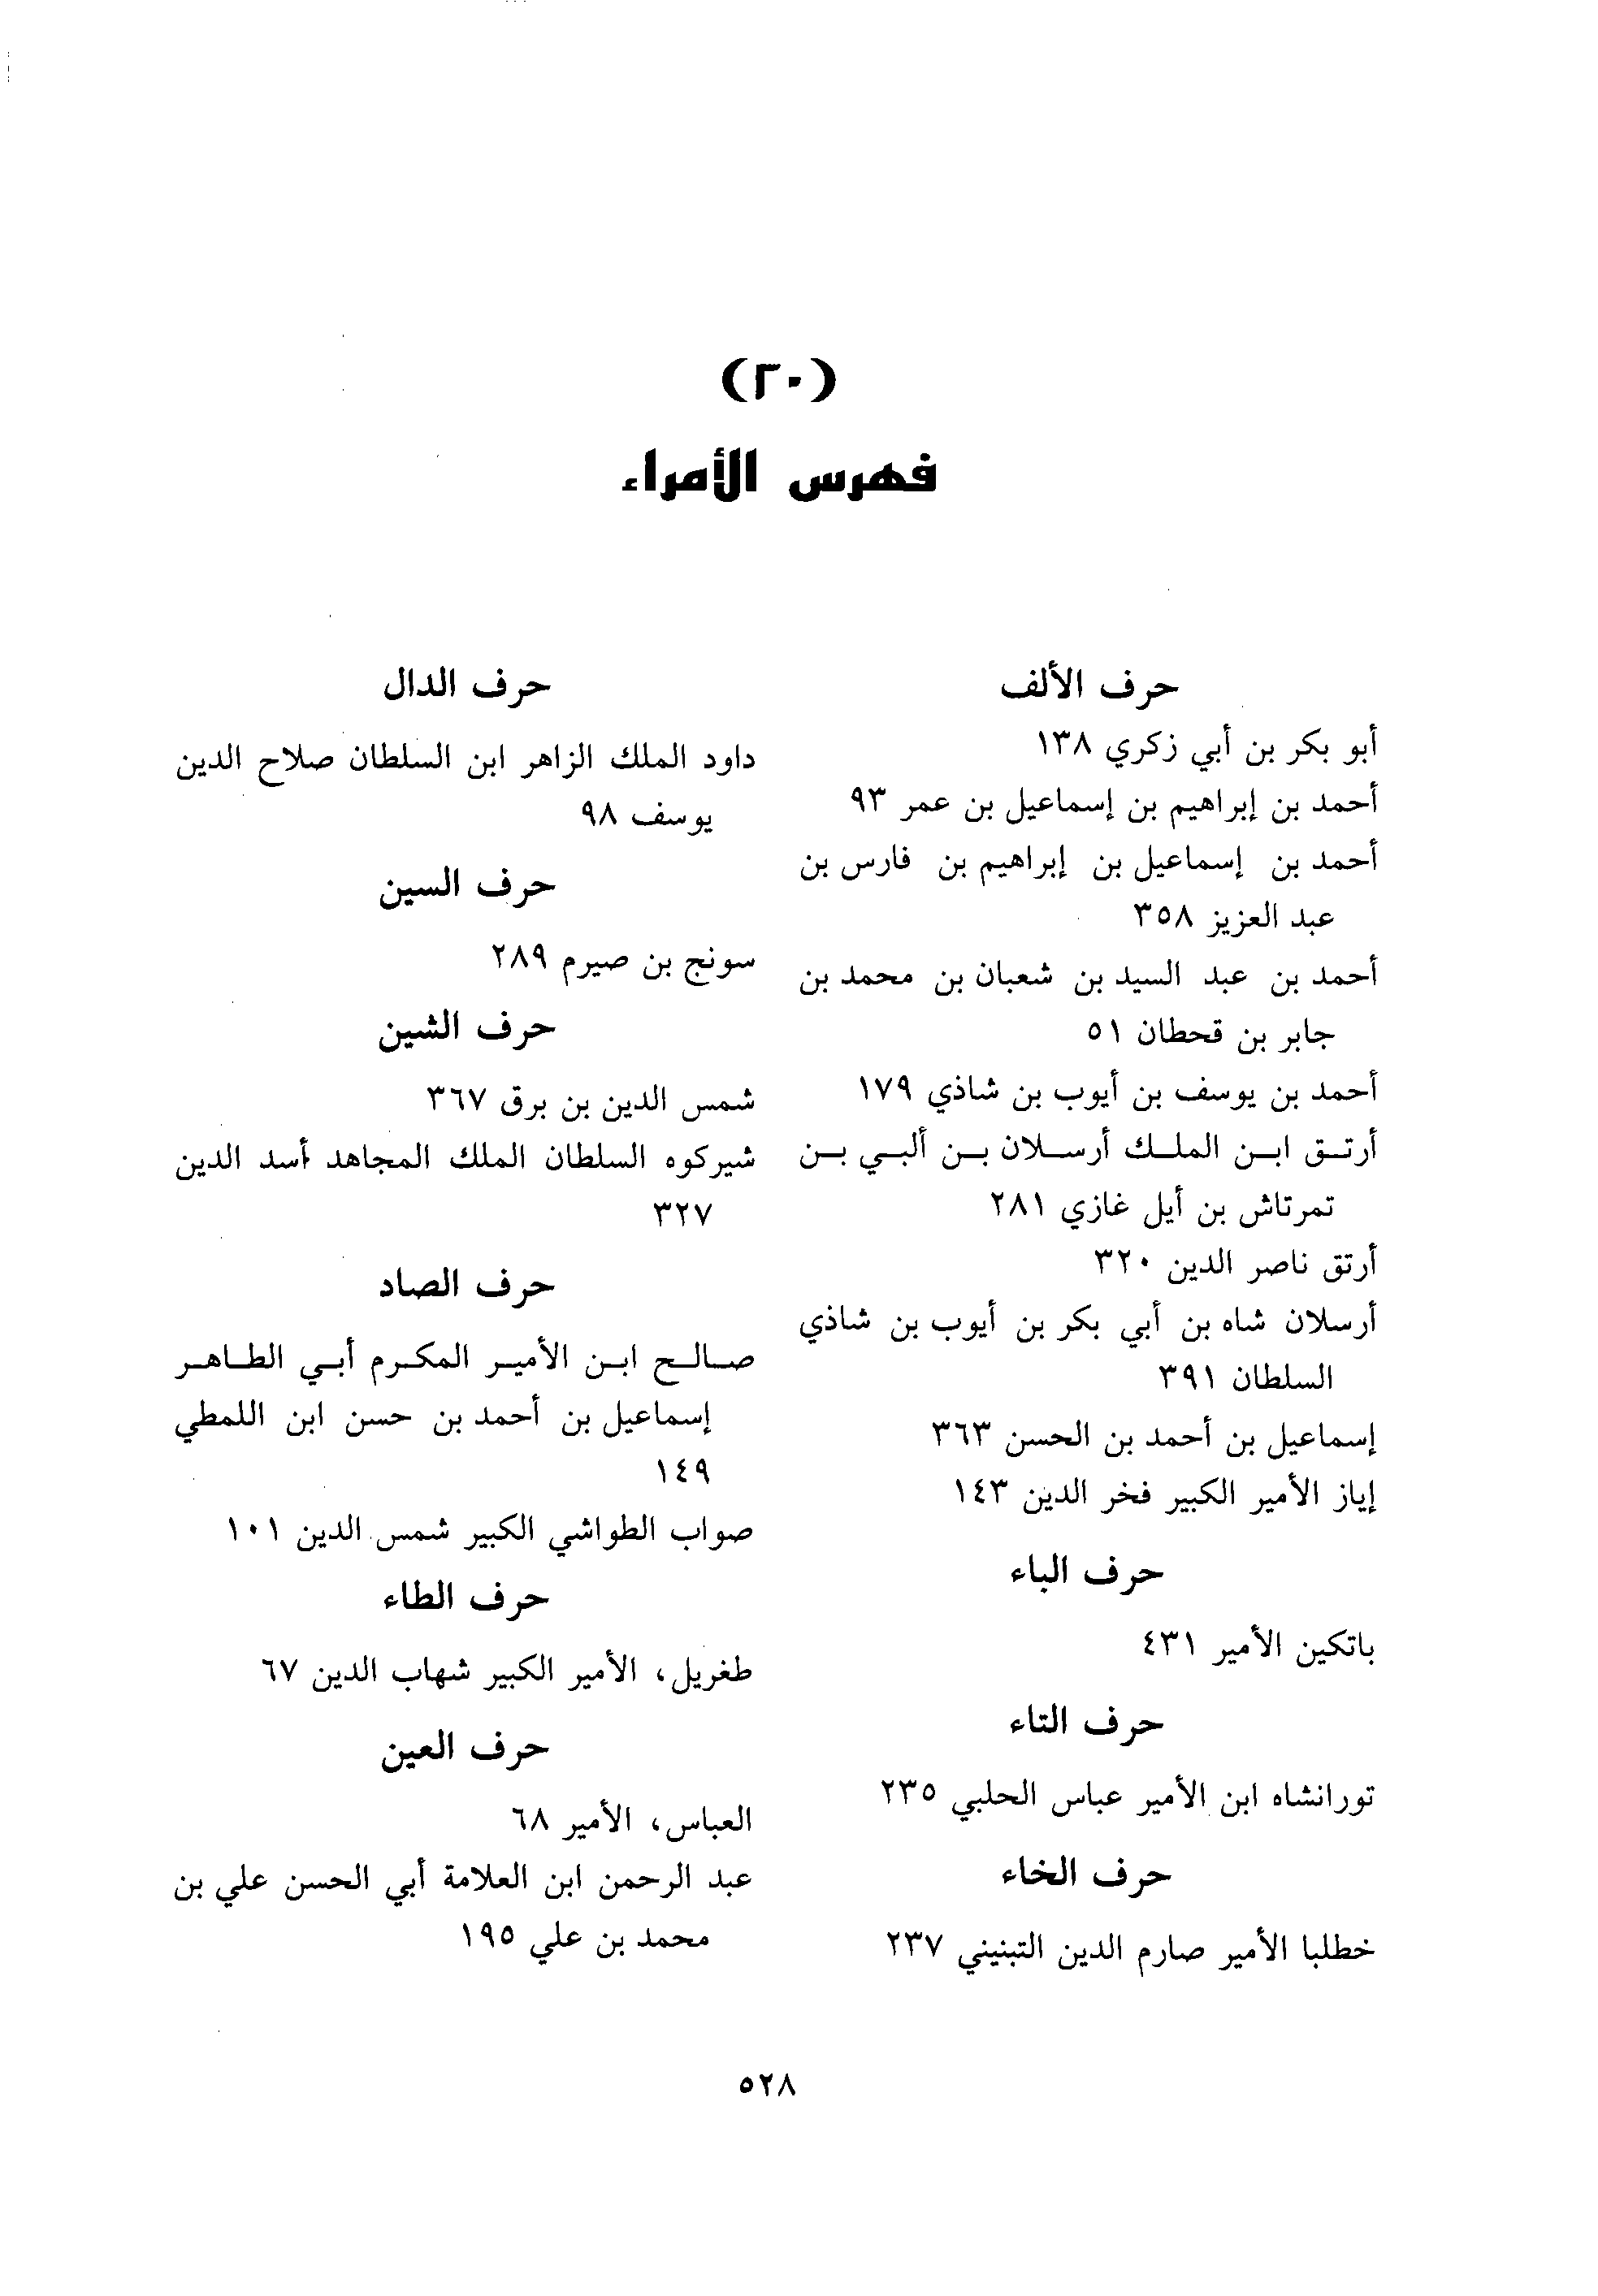 (٢٠)
فهرس الأمراء
حرف الألف
أبو بكر بن أبي زكري ١٣٨
أحمد بن إبراهيم بن إسماعيل بن عمر ٩٣
أحمد بن إسماعيل بن إبراهيم بن فارس بن
عبد العزيز ٣٥٨
أحمد بن عبد السيد بن شعبان بن محمد بن
جابر بن قحطان ٥١
أحمد بن يوسف بن أيوب بن شاذي ١٧٩
أرتق ابن الملك أرسلان بن ألبي بن
تمرتاش بن أيل غازي ٢٨١
أرتق ناصر الدين ٣٢٠
أرسلان شاه بن أبي بكر بن أيوب بن شاذي
السلطان ٣٩١
إسماعيل بن أحمد بن الحسن ٣٦٣
إياز الأمير الكبير فخر الدين ١٤٣
حرف الباء
باتكين الأمير ٤٣١
حرف التاء
تورانشاه ابن الأمير عباس الحلبي ٢٣٥
حرف الخاء
خطلبا الأمير صارم الدين التبنيني ٢٣٧
حرف الدال
داود الملك الزاهر ابن السلطان صلاح الدين
يوسف ٩٨
حرف السين
سونج بن صيرم ٢٨٩
حرف الشين
شمس الدين بن برق ٣٦٧
شيركوه السلطان الملك المجاهد أسد الدين
٣٢٧
حرف الصاد
صالح ابن الأمير المكرم أبي الطاهر
إسماعيل بن أحمد بن حسن ابن اللمطي
١٤٩
صواب الطواشي الكبير شمس الدين ١٠١
حرف الطاء
طغريل، الأمير الكبير شهاب الدين ٦٧
حرف العين
العباس، الأمير ٦٨
عبد الرحمن ابن العلامة أبي الحسن علي بن
محمد بن علي ١٩٥
٥٢٨